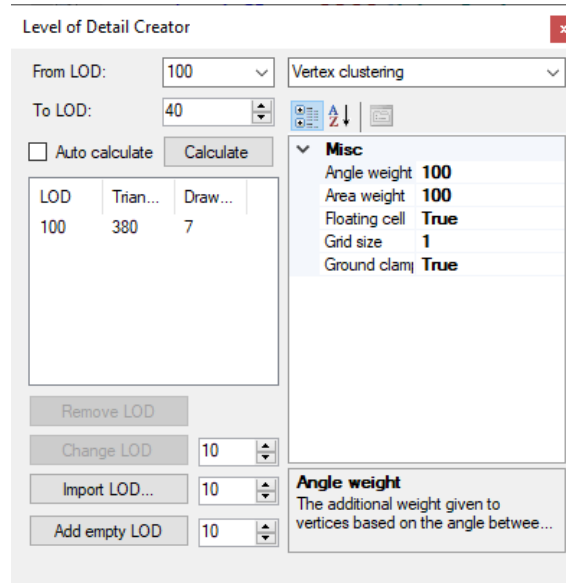 Level of Detail Creator
x
From LOD:
100
To LOD:
40
Auto calculate
Calculate
LOD Trian... Draw...
100 380 7
Remove LOD
Change LOD
10
Import LOD...
10
Add empty LOD
10
Vertex clustering
A
Z
Misc
Angle weight 100
Area weight 100
Floating cell True
Grid size 1
Ground clamp True
Angle weight
The additional weight given to
vertices based on the angle betwee...